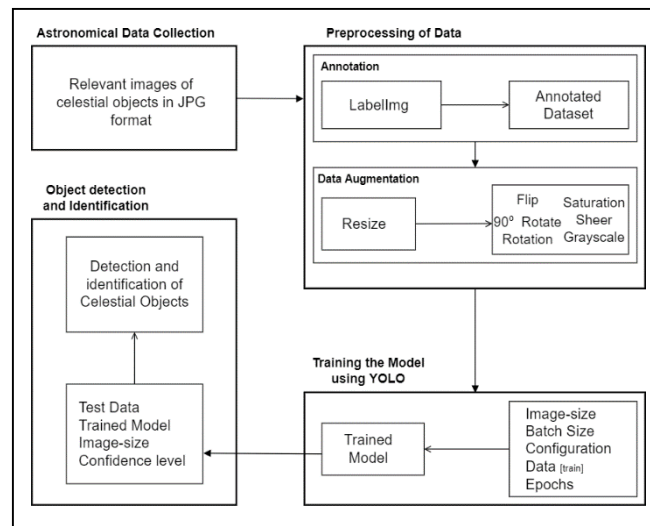 Astronomical Data Collection
Relevant images of
celestial objects in JPG
format
Preprocessing of Data
Annotation
LabelImg
Annotated
Dataset
Data Augmentation
Resize
Flip
Saturation
90° Rotate
Sheer
Rotation
Grayscale
Training the Model
using YOLO
Image-size
Batch Size
Configuration
Data [train]
Epochs
Trained
Model
Object detection
and Identification
Test Data
Trained Model
Image-size
Confidence level
Detection and
identification of
Celestial Objects